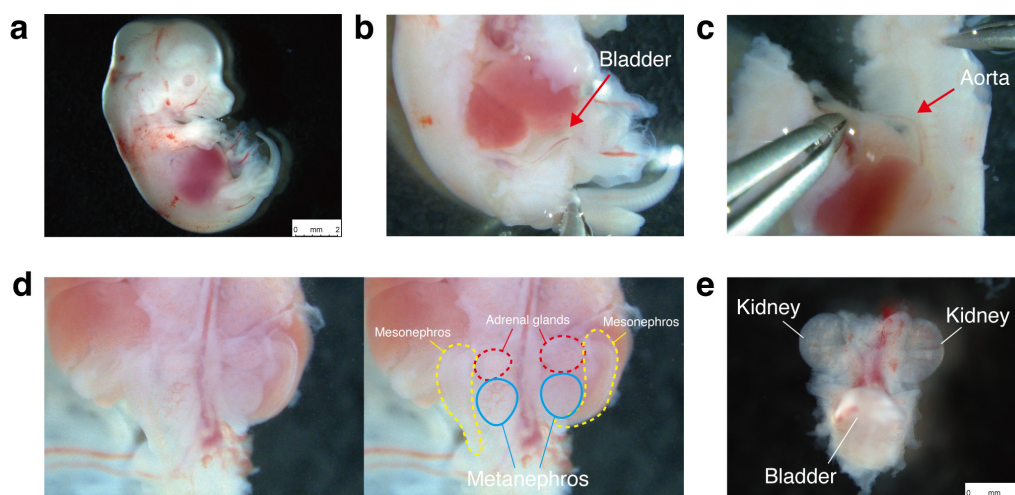 a
b
c
Bladder
Aorta
0 mm 2
d
e
Adrenal glands
Mesonephros
Mesonephros
Metanephros
Kidney
Kidney
Bladder
0 mm